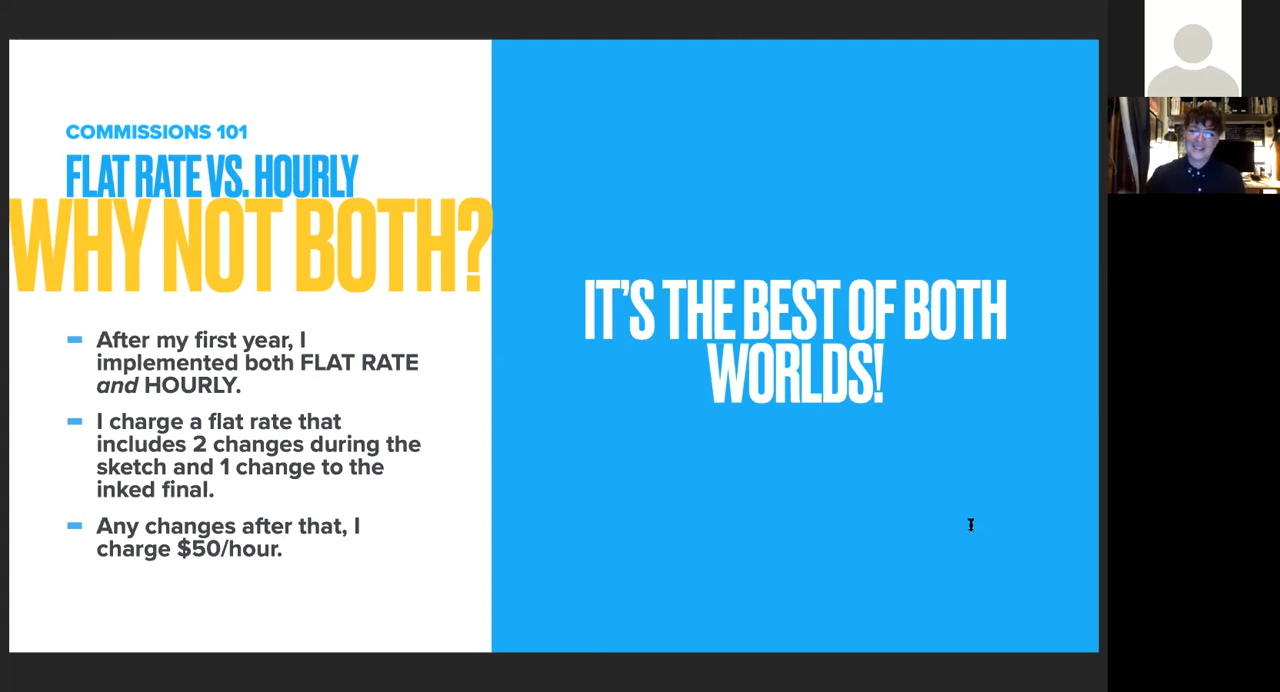 COMMISSIONS 101
FLAT RATE VS. HOURLY
WHY NOT BOTH?
After my first year, I
implemented both FLAT RATE
and HOURLY.
I charge a flat rate that
includes 2 changes during the
sketch and 1 change to the
inked final.
Any changes after that, I
charge $50/hour.
IT'S THE BEST OF BOTH
WORLDS!